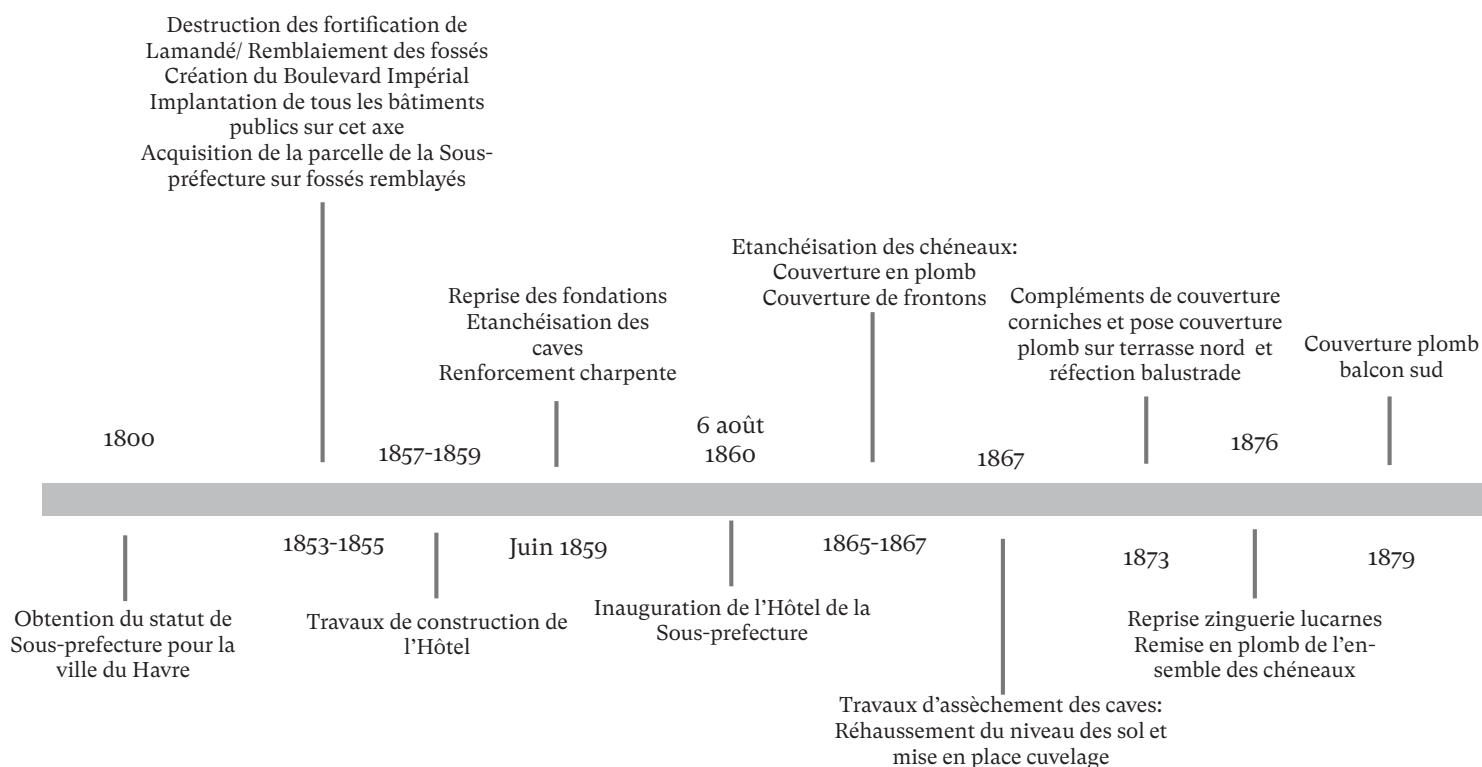 Destruction des fortification de
Lamandé/ Remblaiement des fossés
Création du Boulevard Impérial
Implantation de tous les bâtiments
publics sur cet axe
Acquisition de la parcelle de la Sous-
préfecture sur fossés remblayés
Reprise des fondations
Etanchéisation des
caves
Renforcement charpente
Etanchéisation des chéneaux:
Couverture en plomb
Couverture de frontons
Compléments de couverture
corniches et pose couverture
plomb sur terrasse nord et
réfection balustrade
Couverture plomb
balcon sud
1800
1857-1859
6 août
1860
1867
1876
1853-1855
Juin 1859
1865-1867
1873
1879
Obtention du statut de
Sous-prefecture pour la
ville du Havre
Travaux de construction de
l'Hôtel
Inauguration de l'Hôtel de la
Sous-prefecture
Travaux d'assèchement des caves:
Réhaussement du niveau des sol et
mise en place cuvelage
Reprise zinguerie lucarnes
Remise en plomb de l'en-
semble des chéneaux